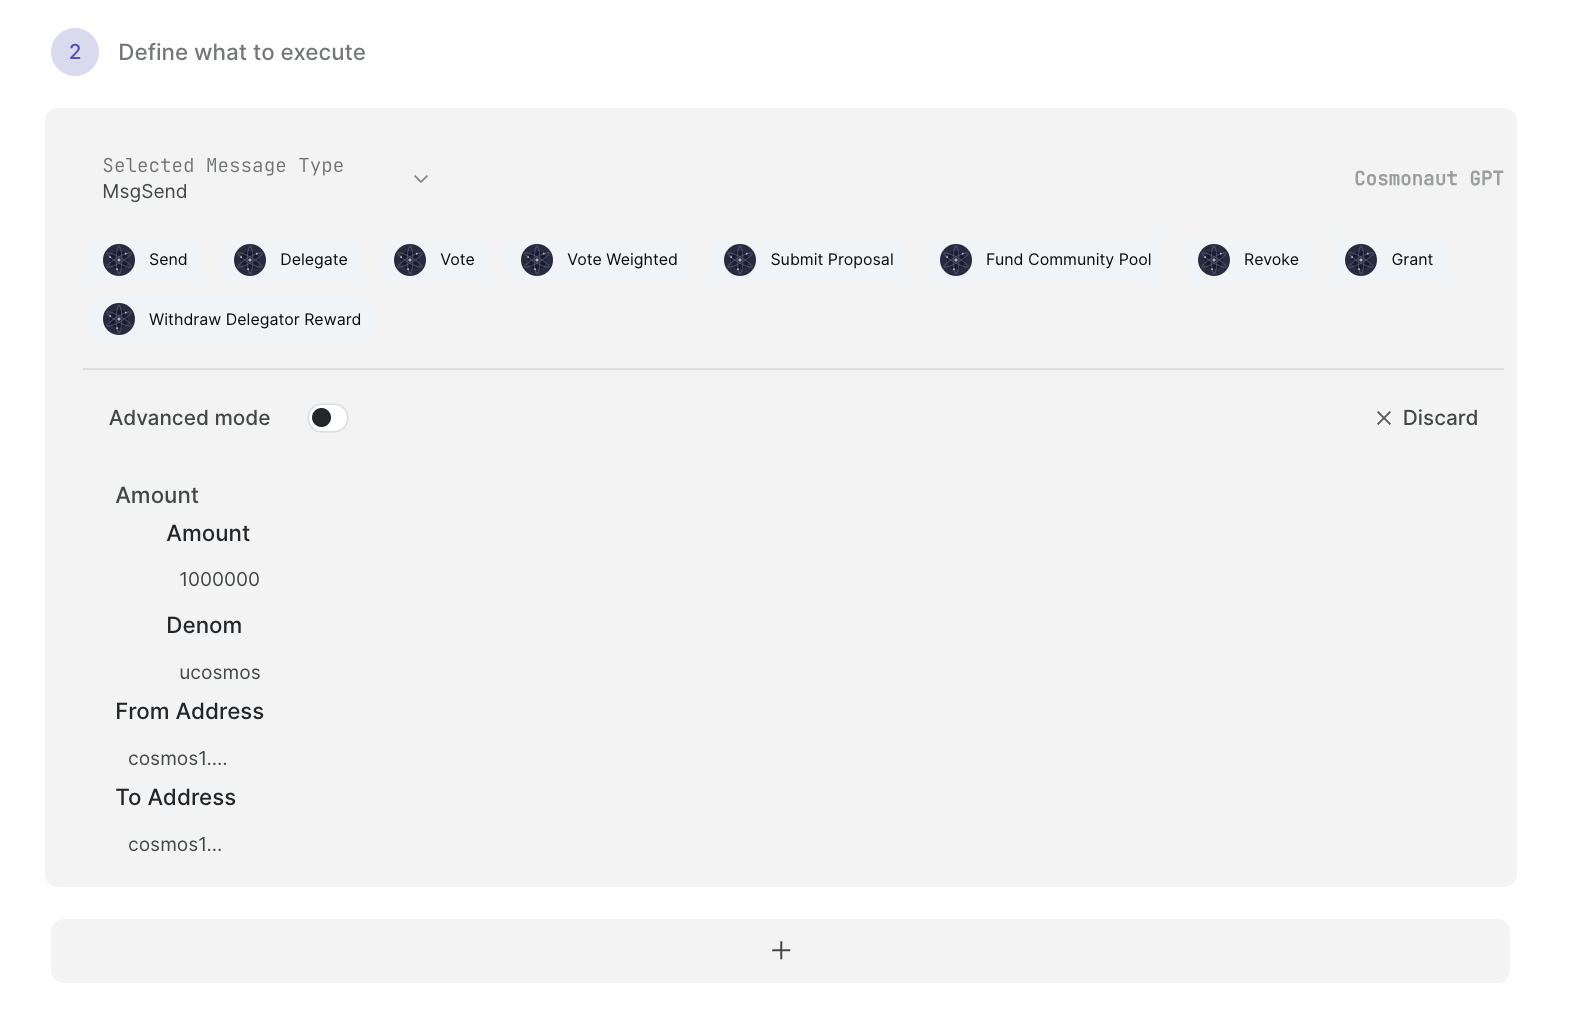 2 Define what to execute
Selected Message Type
MsgSend
Cosmonaut GPT
Send Delegate Vote Vote Weighted Submit Proposal Fund Community Pool Revoke Grant
Withdraw Delegator Reward
Advanced mode Discard
Amount
Amount
1000000
Denom
ucosmos
From Address
cosmos1....
To Address
cosmos1...